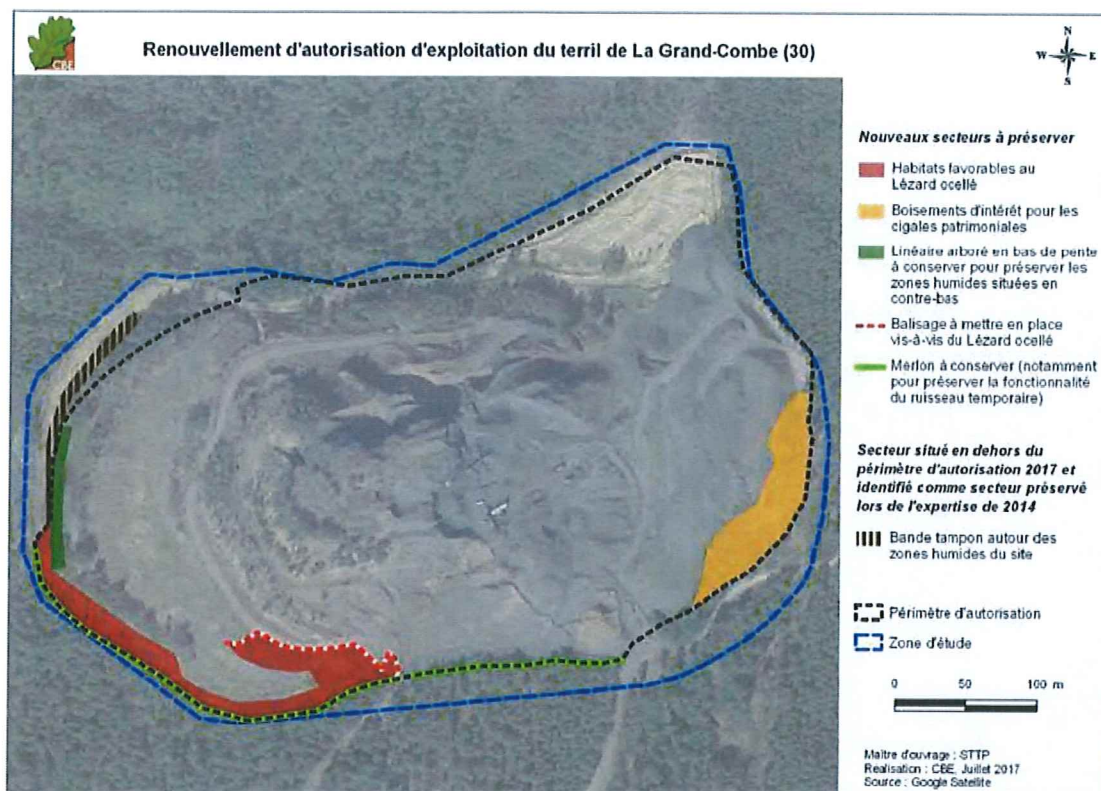 CBE
Renouvellement d'autorisation d'exploitation du terril de La Grand-Combe (30)
N
W E
S
Nouveaux secteurs à préserver
Habitats favorables au
Lézard ocellé
Boisements d'intérêt pour les
cigales patrimoniales
Linéaire arboré en bas de pente
à conserver pour préserver les
zones humides situées en
contre-bas
Balisage à mettre en place
vis-à-vis du Lézard ocellé
Merlon à conserver (notamment
pour préserver la fonctionnalité
du ruisseau temporaire)
Secteur situé en dehors du
périmètre d'autorisation 2017 et
identifié comme secteur préservé
lors de l'expertise de 2014
Bande tampon autour des
zones humides du site
Périmètre d'autorisation
Zone d'étude
0 50 100 m
Maître d'ouvrage : STTP
Réalisation : CBE, Juillet 2017
Source : Google Satellite